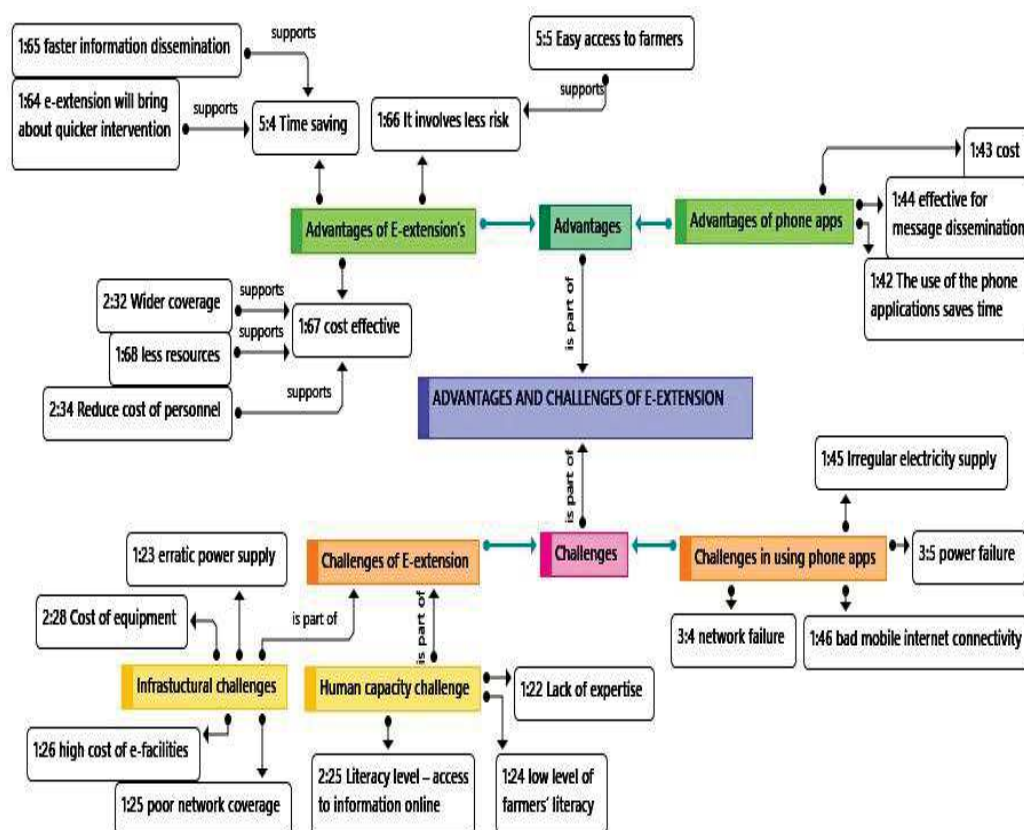 1:65 faster information dissemination
supports
5:5 Easy access to farmers
1:64 e-extension will bring
about quicker intervention
supports
5:4 Time saving
1:66 It involves less risk
supports
1:43 cost
1:44 effective for
message dissemination
1:42 The use of the phone
applications saves time
Advantages of E-extension's
Advantages
Advantages of phone apps
2:32 Wider coverage
supports
1:68 less resources
supports
1:67 cost effective
2:34 Reduce cost of personnel
supports
is part of
ADVANTAGES AND CHALLENGES OF E-EXTENSION
is part of
1:45 Irregular electricity supply
1:23 erratic power supply
Challenges of E-extension
Challenges
Challenges in using phone apps
3:5 power failure
2:28 Cost of equipment
is part of
is part of
3:4 network failure
1:46 bad mobile internet connectivity
Infrastuctural challenges
Human capacity challenge
1:22 Lack of expertise
1:26 high cost of e-facilities
1:25 poor network coverage
2:25 Literacy level – access
to information online
1:24 low level of
farmers' literacy